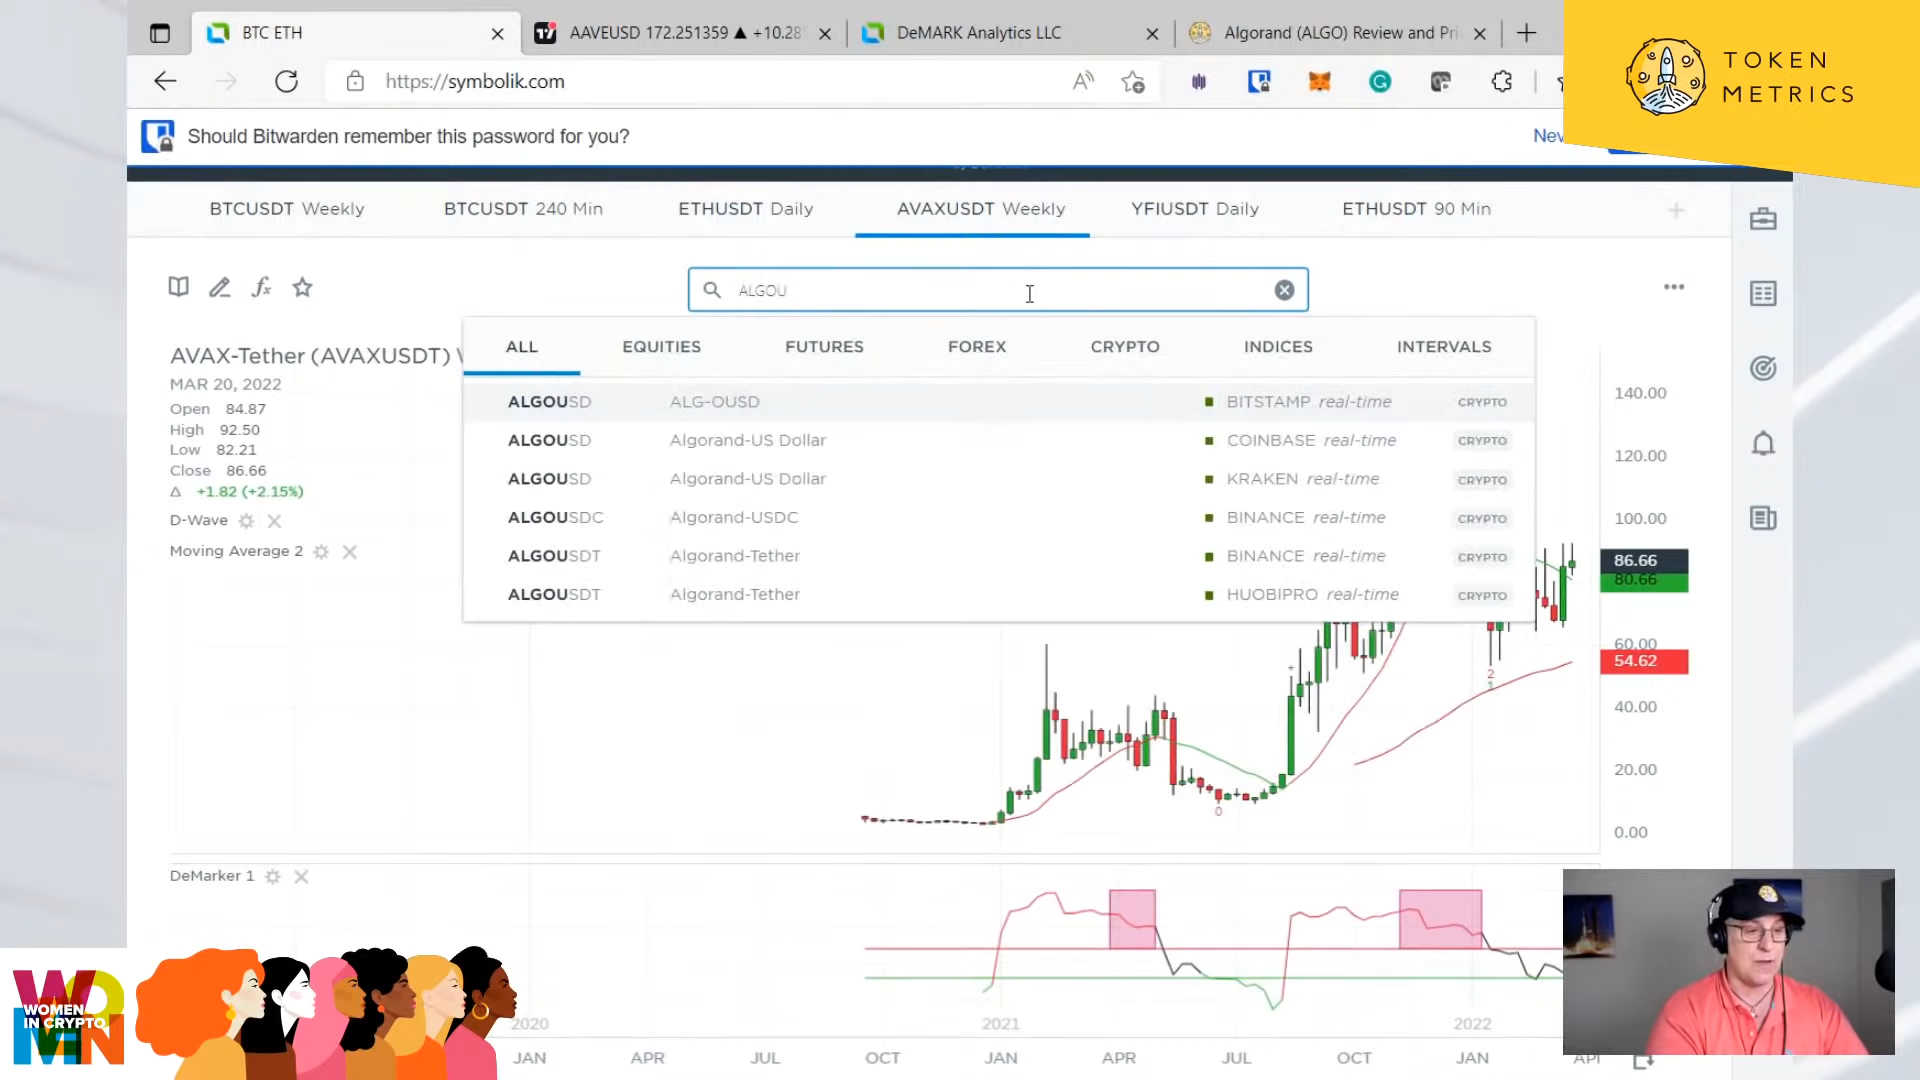 BTC ETH
AAVEUSD 172.251359 ▲ +10.28
DeMARK Analytics LLC
Algorand (ALGO) Review and Pri
TOKEN
METRICS
https://symbolik.com
Should Bitwarden remember this password for you?
BTCUSDT Weekly
BTCUSDT 240 Min
ETHUSDT Daily
AVAXUSDT Weekly
YFIUSDT Daily
ETHUSDT 90 Min
ALGOU
ALL
EQUITIES
FUTURES
FOREX
CRYPTO
INDICES
INTERVALS
AVAX-Tether (AVAXUSDT)
MAR 20, 2022
Open 84.87
High 92.50
Low 82.21
Close 86.66
Δ +1.82 (+2.15%)
D-Wave
Moving Average 2
ALGOUSD ALG-OUSD BITSTAMP real-time CRYPTO
ALGOUSD Algorand-US Dollar COINBASE real-time CRYPTO
ALGOUSD Algorand-US Dollar KRAKEN real-time CRYPTO
ALGOUSDC Algorand-USDC BINANCE real-time CRYPTO
ALGOUSDT Algorand-Tether BINANCE real-time CRYPTO
ALGOUSDT Algorand-Tether HUOBIPRO real-time CRYPTO
140.00
120.00
100.00
86.66
80.66
60.00
54.62
40.00
20.00
0.00
+
2
1
0
DeMarker 1
2020
2021
2022
JAN
APR
JUL
OCT
JAN
APR
JUL
OCT
JAN
WOMEN
IN CRYPTO